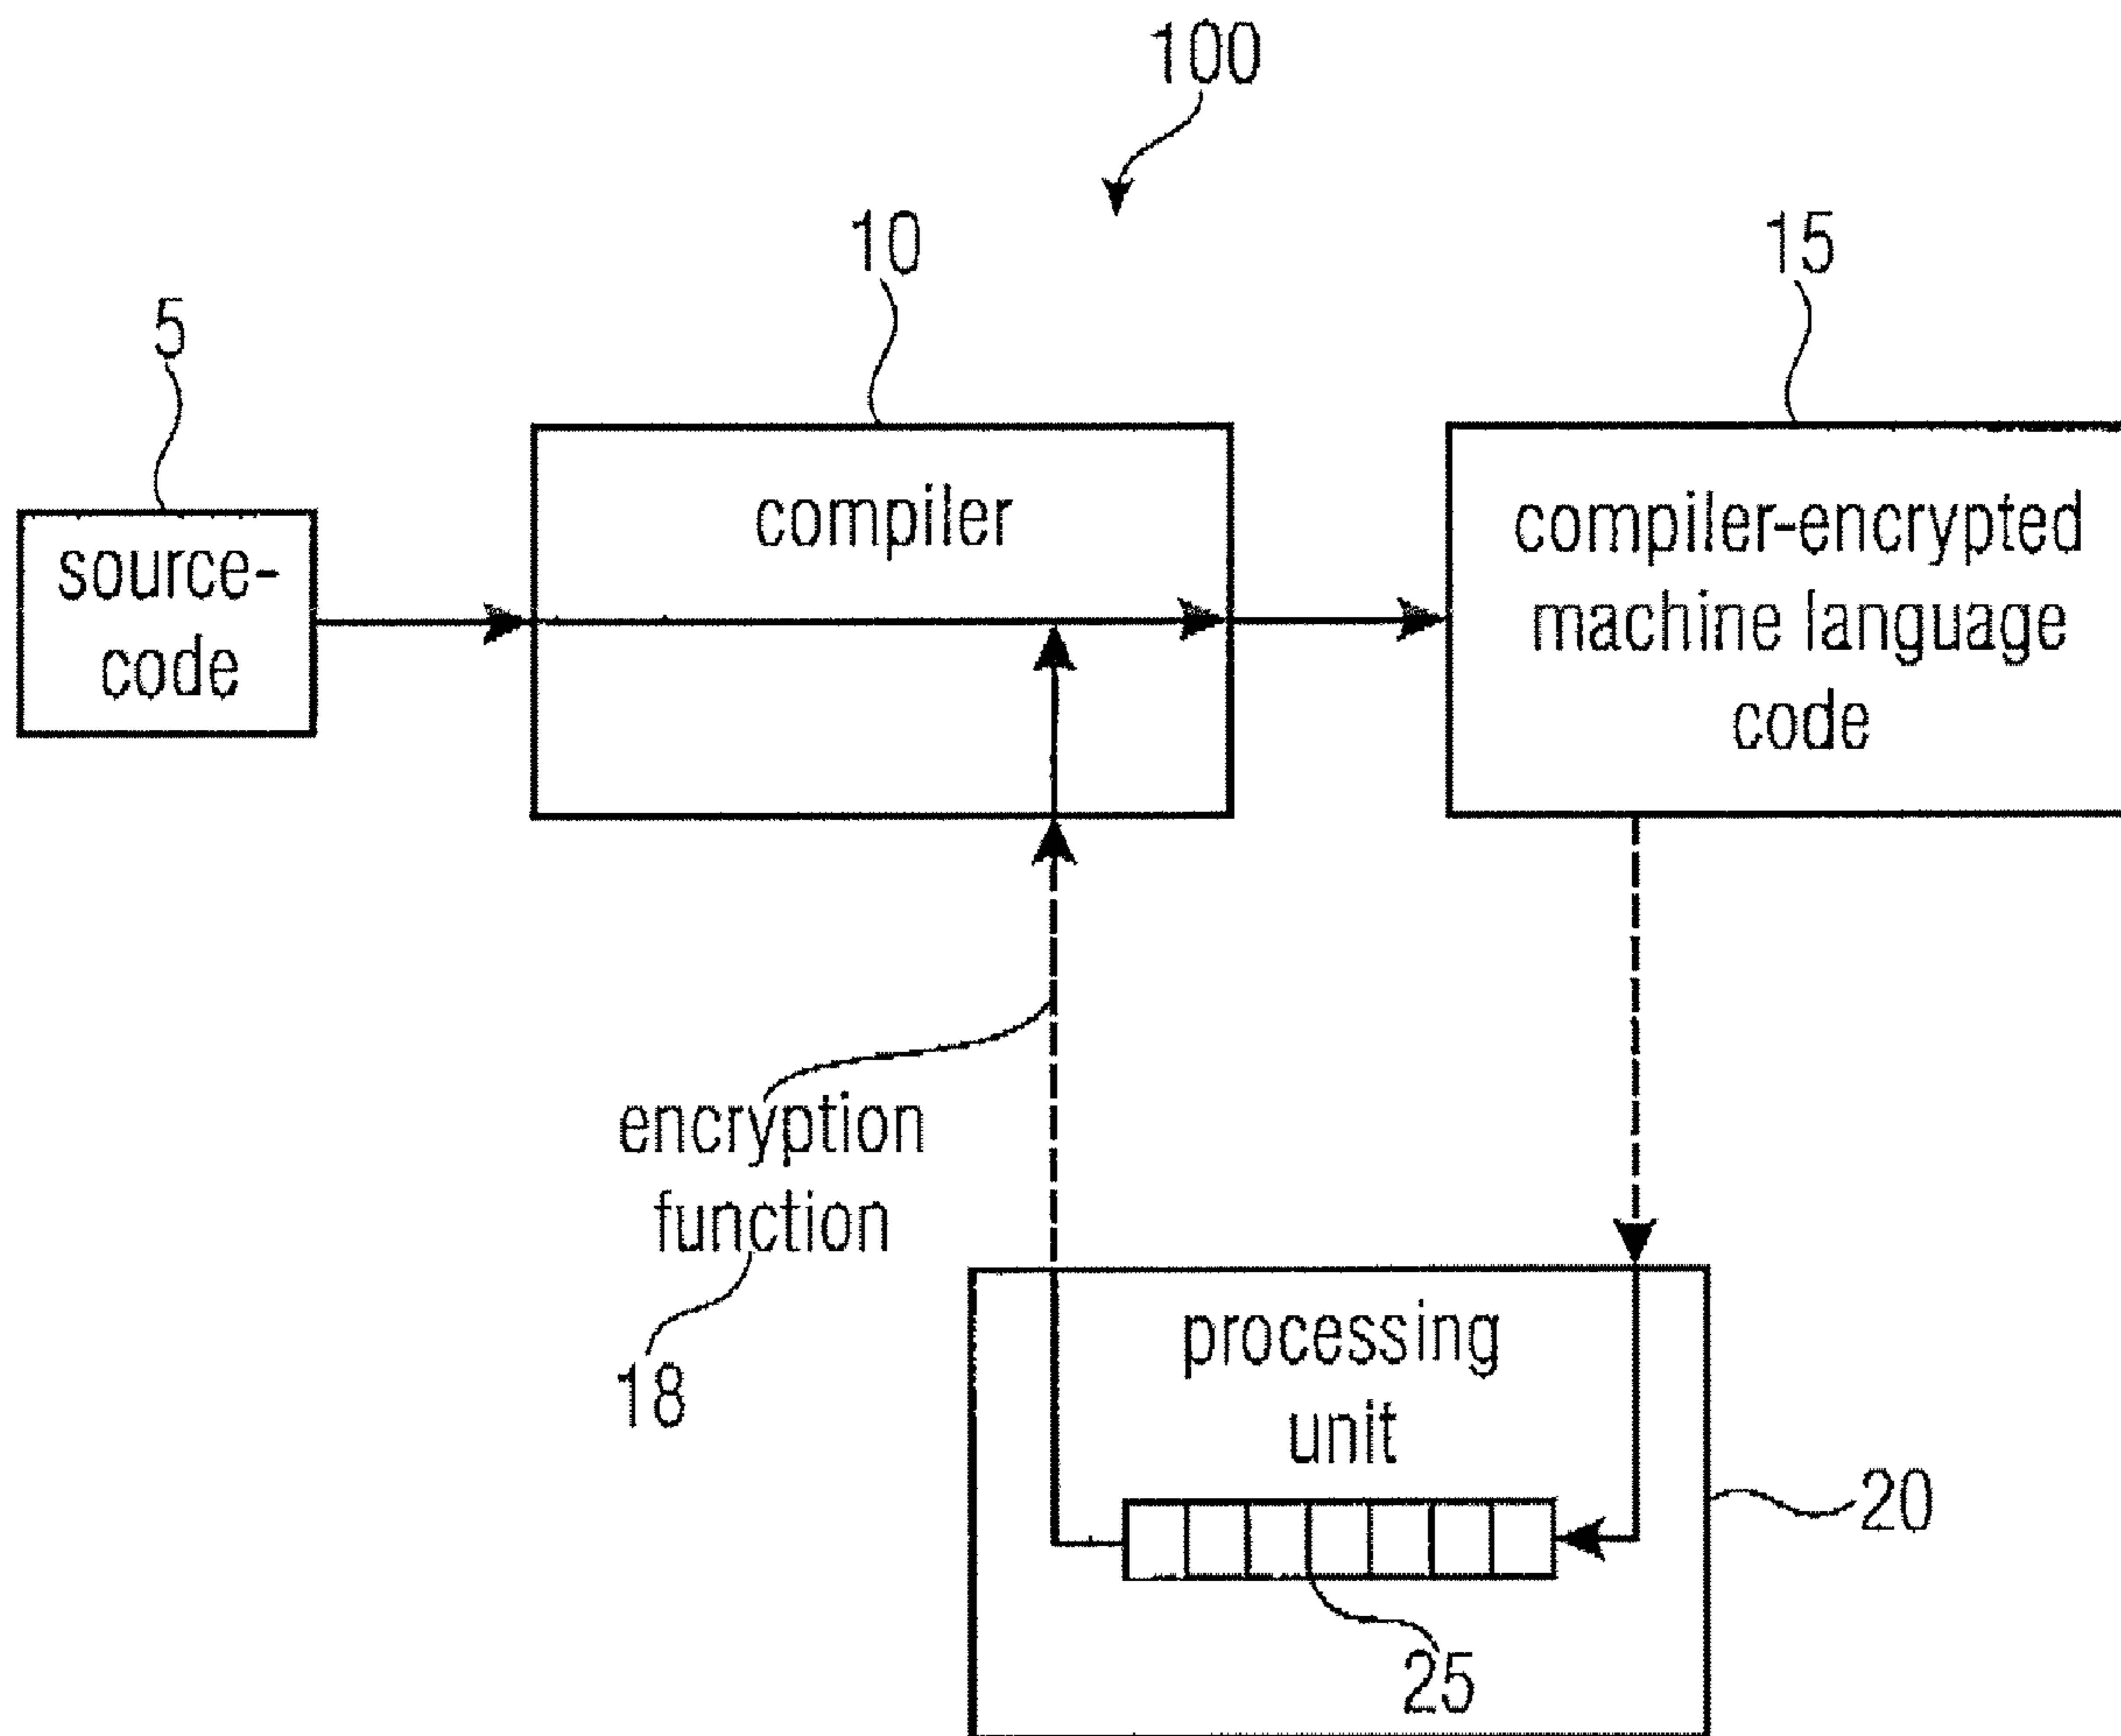 100
10
15
5
compiler
compiler-encrypted
machine language
code
source-
code
encryption
function
18
processing
unit
20
25